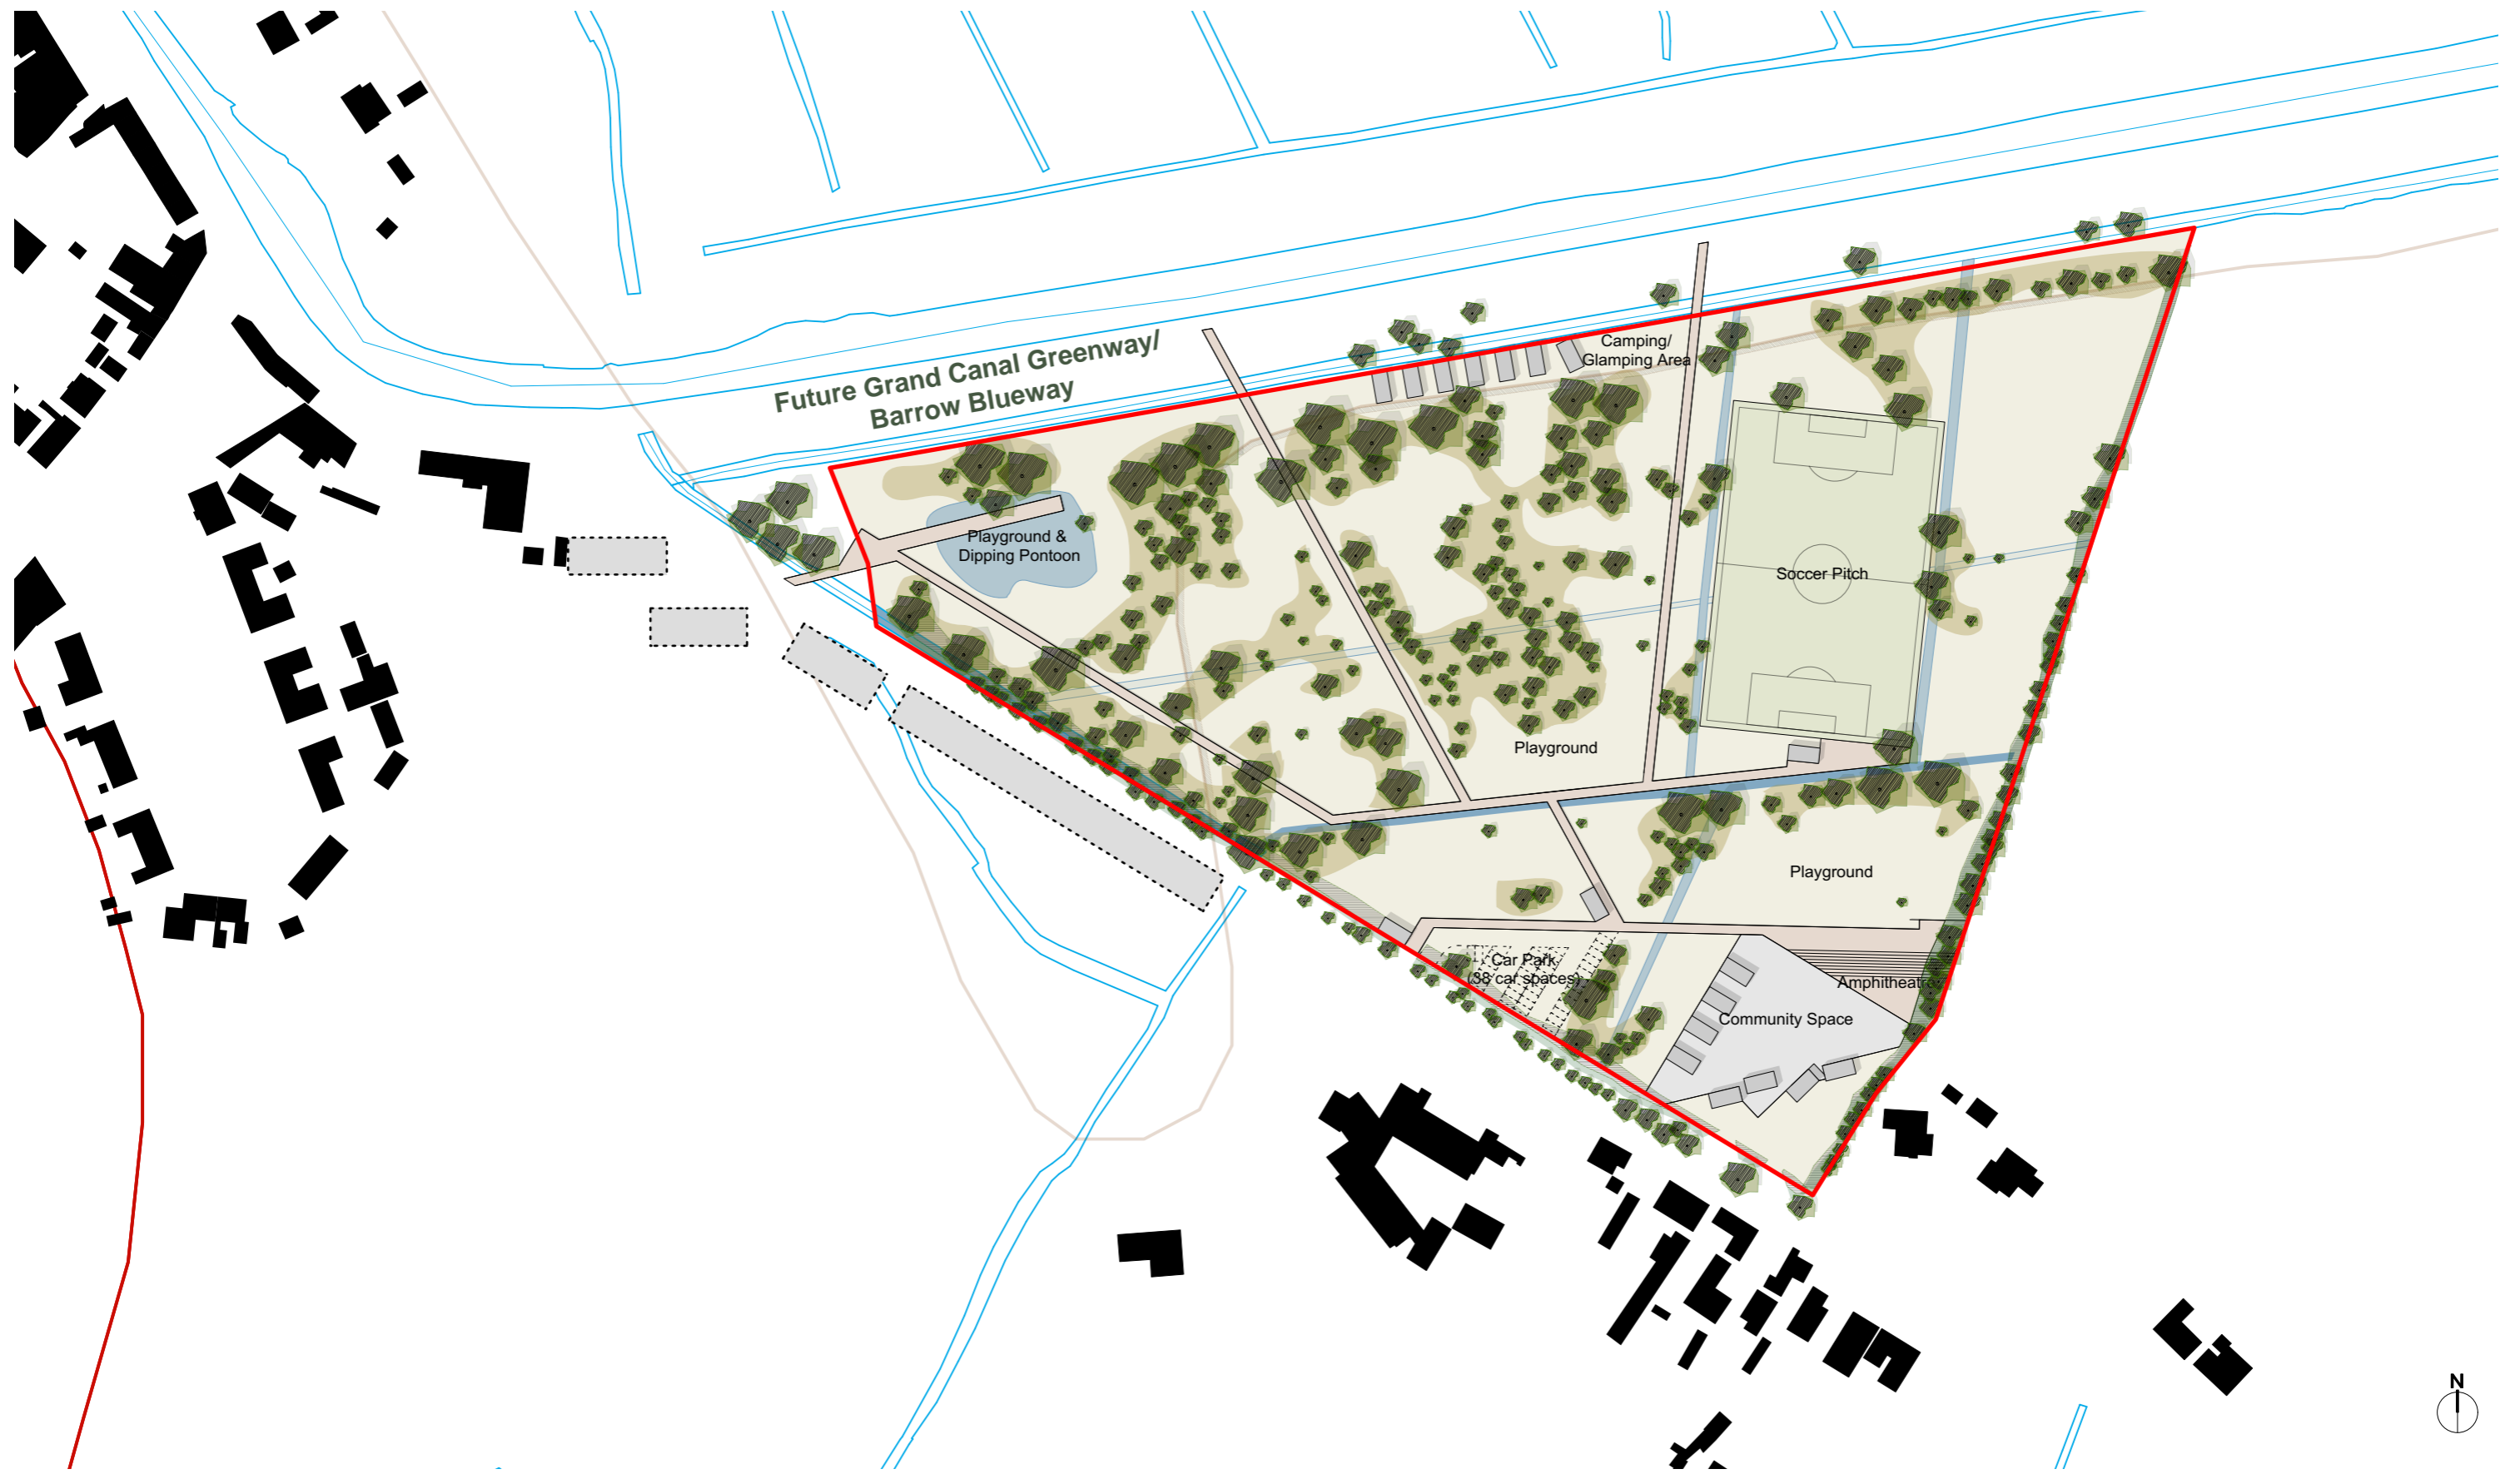 Future Grand Canal Greenway/
Barrow Blueway
Camping/
Glamping Area
Playground &
Dipping Pontoon
Soccer Pitch
Playground
Playground
Car Park
(38 car spaces)
Amphitheatre
Community Space
N